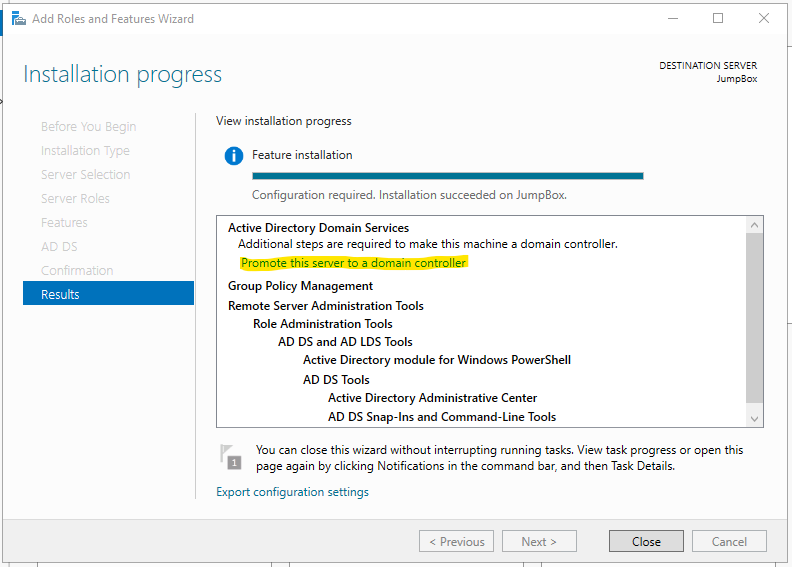 Add Roles and Features Wizard
Installation progress
DESTINATION SERVER
JumpBox
Before You Begin
Installation Type
Server Selection
Server Roles
Features
AD DS
Confirmation
Results
View installation progress
Feature installation
Configuration required. Installation succeeded on JumpBox.
Active Directory Domain Services
Additional steps are required to make this machine a domain controller.
Promote this server to a domain controller
Group Policy Management
Remote Server Administration Tools
Role Administration Tools
AD DS and AD LDS Tools
Active Directory module for Windows PowerShell
AD DS Tools
Active Directory Administrative Center
AD DS Snap-Ins and Command-Line Tools
1
You can close this wizard without interrupting running tasks. View task progress or open this
page again by clicking Notifications in the command bar, and then Task Details.
Export configuration settings
< Previous
Next >
Close
Cancel